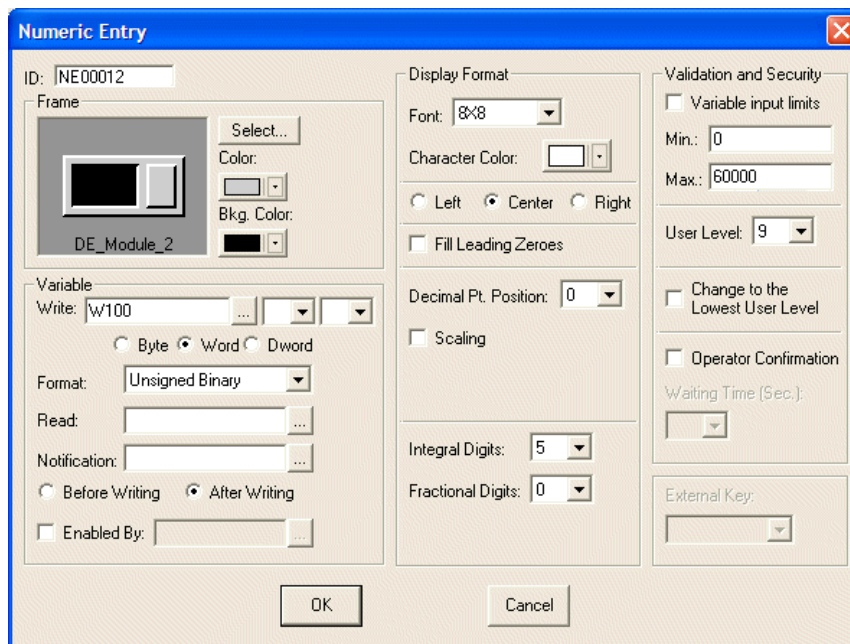 Numeric Entry
ID: NE00012
Frame
Select...
Color:
Bkg. Color:
DE_Module_2
Variable
Write: W100 ...
Byte Word Dword
Format: Unsigned Binary
Read: ...
Notification: ...
Before Writing After Writing
Enabled By: ...
Display Format
Font: 8X8
Character Color:
Left Center Right
Fill Leading Zeroes
Decimal Pt. Position: 0
Scaling
Integral Digits: 5
Fractional Digits: 0
Validation and Security
Variable input limits
Min.: 0
Max.: 60000
User Level: 9
Change to the
Lowest User Level
Operator Confirmation
Waiting Time (Sec.):
External Key:
OK Cancel